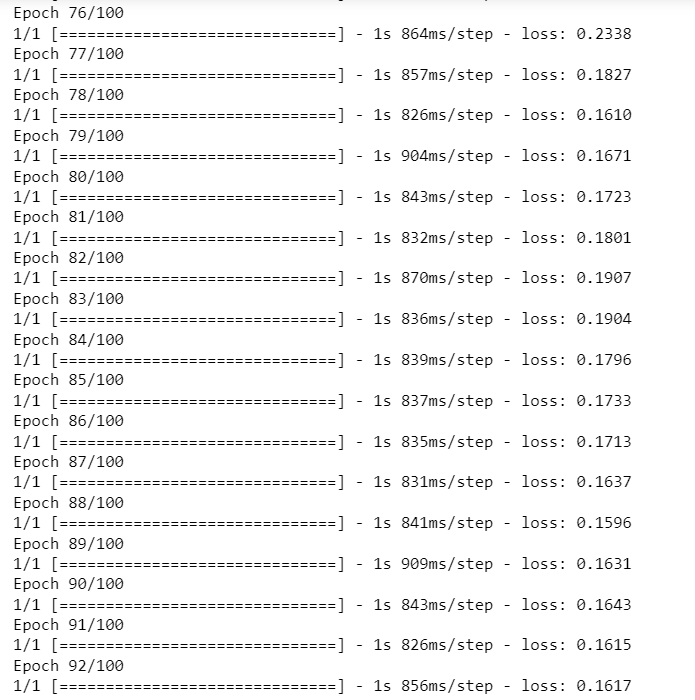 Epoch 76/100
1/1 [==============================] - 1s 864ms/step - loss: 0.2338
Epoch 77/100
1/1 [==============================] - 1s 857ms/step - loss: 0.1827
Epoch 78/100
1/1 [==============================] - 1s 826ms/step - loss: 0.1610
Epoch 79/100
1/1 [==============================] - 1s 904ms/step - loss: 0.1671
Epoch 80/100
1/1 [==============================] - 1s 843ms/step - loss: 0.1723
Epoch 81/100
1/1 [==============================] - 1s 832ms/step - loss: 0.1801
Epoch 82/100
1/1 [==============================] - 1s 870ms/step - loss: 0.1907
Epoch 83/100
1/1 [==============================] - 1s 836ms/step - loss: 0.1904
Epoch 84/100
1/1 [==============================] - 1s 839ms/step - loss: 0.1796
Epoch 85/100
1/1 [==============================] - 1s 837ms/step - loss: 0.1733
Epoch 86/100
1/1 [==============================] - 1s 835ms/step - loss: 0.1713
Epoch 87/100
1/1 [==============================] - 1s 831ms/step - loss: 0.1637
Epoch 88/100
1/1 [==============================] - 1s 841ms/step - loss: 0.1596
Epoch 89/100
1/1 [==============================] - 1s 909ms/step - loss: 0.1631
Epoch 90/100
1/1 [==============================] - 1s 843ms/step - loss: 0.1643
Epoch 91/100
1/1 [==============================] - 1s 826ms/step - loss: 0.1615
Epoch 92/100
1/1 [==============================] - 1s 856ms/step - loss: 0.1617